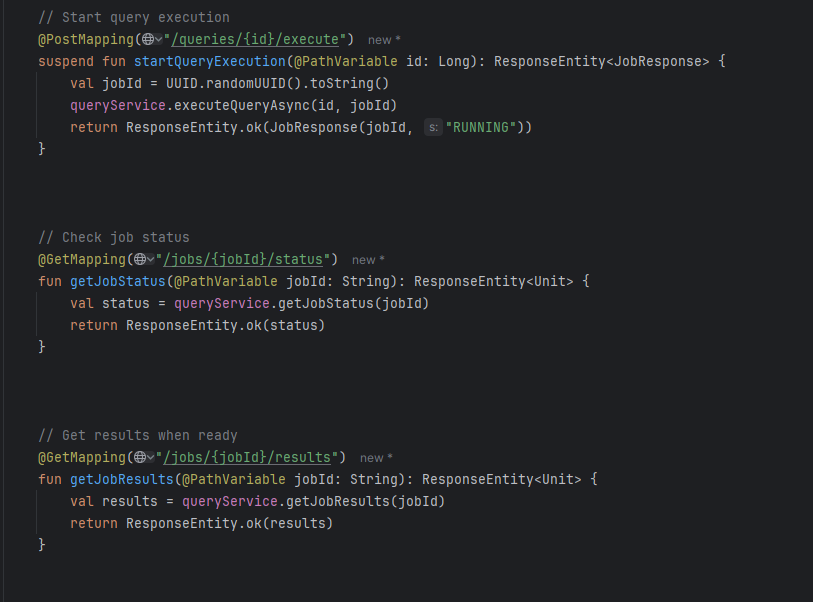 // Start query execution
@PostMapping("/queries/{id}/execute") new *
suspend fun startQueryExecution(@PathVariable id: Long): ResponseEntity<JobResponse> {
    val jobId = UUID.randomUUID().toString()
    queryService.executeQueryAsync(id, jobId)
    return ResponseEntity.ok(JobResponse(jobId, s: "RUNNING"))
}
// Check job status
@GetMapping("/jobs/{jobId}/status") new *
fun getJobStatus(@PathVariable jobId: String): ResponseEntity<Unit> {
    val status = queryService.getJobStatus(jobId)
    return ResponseEntity.ok(status)
}
// Get results when ready
@GetMapping("/jobs/{jobId}/results") new *
fun getJobResults(@PathVariable jobId: String): ResponseEntity<Unit> {
    val results = queryService.getJobResults(jobId)
    return ResponseEntity.ok(results)
}